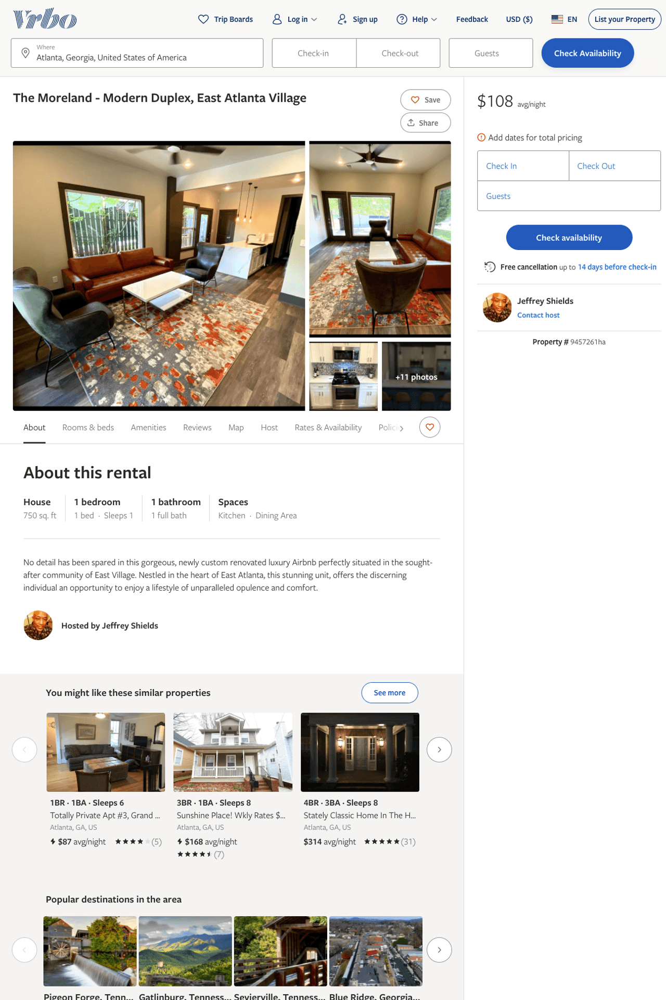 Vrbo
Trip Boards
Log in
Sign up
Help
Feedback
USD ($)
EN
List your Property
Where
Atlanta, Georgia, United States of America
Check-in
Check-out
Guests
Check Availability
The Moreland - Modern Duplex, East Atlanta Village
Save
Share
+11 photos
$108 avg/night
Add dates for total pricing
Check In
Check Out
Guests
Check availability
Free cancellation up to 14 days before check-in
Jeffrey Shields
Contact host
Property # 9457261ha
About
Rooms & beds
Amenities
Reviews
Map
Host
Rates & Availability
Polici
About this rental
House
750 sq. ft
1 bedroom
1 bed · Sleeps 1
1 bathroom
1 full bath
Spaces
Kitchen · Dining Area
No detail has been spared in this gorgeous, newly custom renovated luxury Airbnb perfectly situated in the sought-
after community of East Village. Nestled in the heart of East Atlanta, this stunning unit, offers the discerning
individual an opportunity to enjoy a lifestyle of unparalleled opulence and comfort.
Hosted by Jeffrey Shields
You might like these similar properties
See more
1BR · 1BA · Sleeps 6
Totally Private Apt #3, Grand ...
Atlanta, GA, US
$87 avg/night
(5)
3BR · 1BA · Sleeps 8
Sunshine Place! Wkly Rates $...
Atlanta, GA, US
$168 avg/night
(7)
4BR · 3BA · Sleeps 8
Stately Classic Home In The H...
Atlanta, GA, US
$314 avg/night
(31)
Popular destinations in the area
Pigeon Forge, Tenn...
Gatlinburg, Tenness...
Sevierville, Tenness...
Blue Ridge, Georgia...